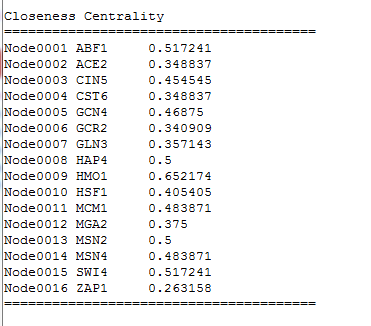 Closeness Centrality
=======================================
Node0001 ABF1 0.517241
Node0002 ACE2 0.348837
Node0003 CIN5 0.454545
Node0004 CST6 0.348837
Node0005 GCN4 0.46875
Node0006 GCR2 0.340909
Node0007 GLN3 0.357143
Node0008 HAP4 0.5
Node0009 HMO1 0.652174
Node0010 HSF1 0.405405
Node0011 MCM1 0.483871
Node0012 MGA2 0.375
Node0013 MSN2 0.5
Node0014 MSN4 0.483871
Node0015 SWI4 0.517241
Node0016 ZAP1 0.263158
=======================================